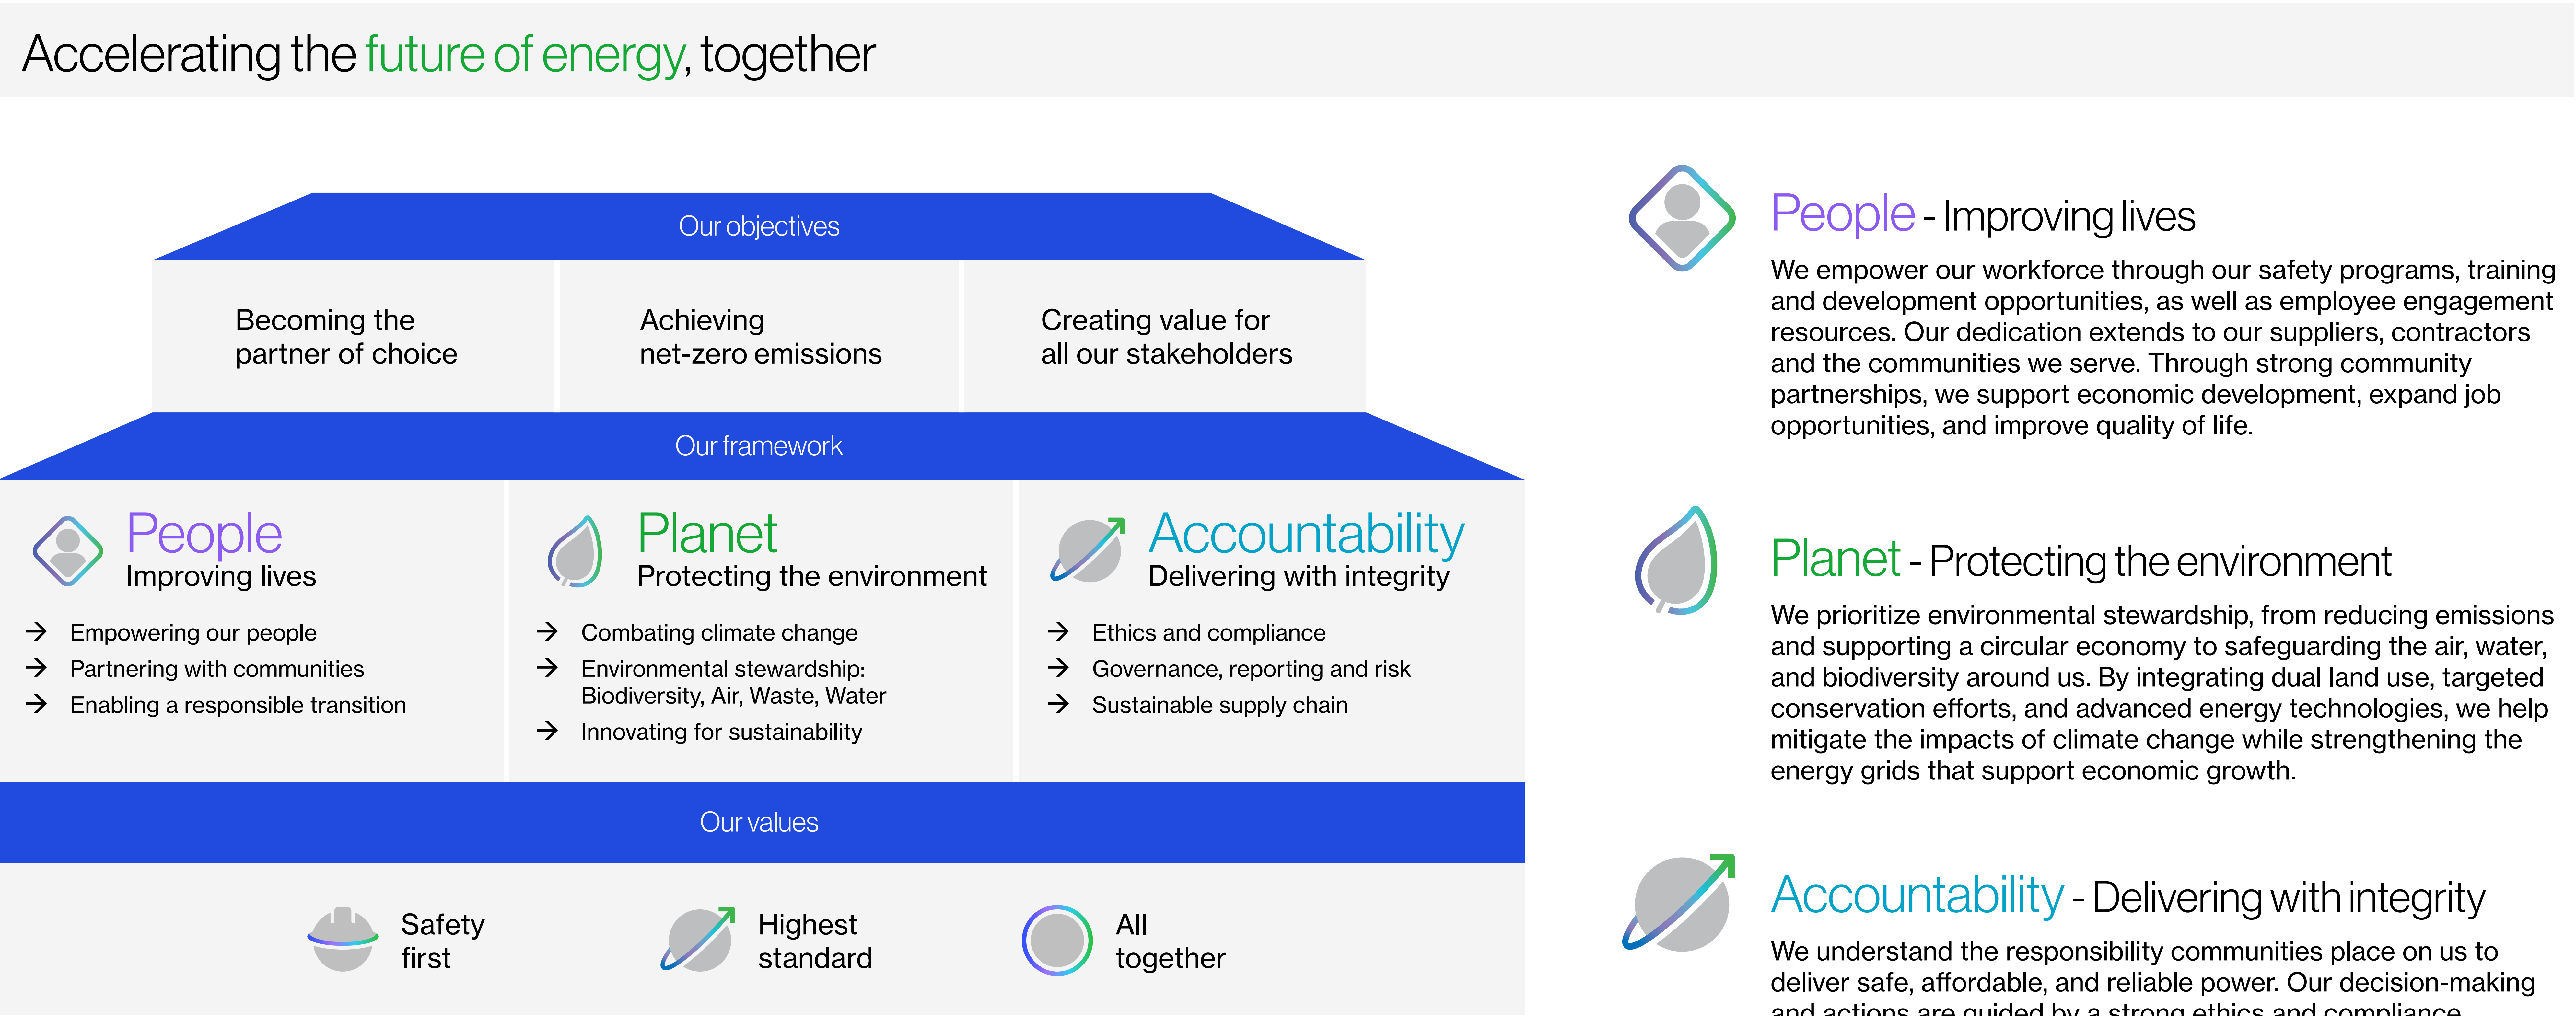 Accelerating the future of energy, together
Our objectives
Becoming the
partner of choice
Achieving
net-zero emissions
Creating value for
all our stakeholders
Our framework
People
Improving lives
→ Empowering our people
→ Partnering with communities
→ Enabling a responsible transition
Planet
Protecting the environment
→ Combating climate change
→ Environmental stewardship:
Biodiversity, Air, Waste, Water
→ Innovating for sustainability
Accountability
Delivering with integrity
→ Ethics and compliance
→ Governance, reporting and risk
→ Sustainable supply chain
Our values
Safety
first
Highest
standard
All
together
People - Improving lives
We empower our workforce through our safety programs, training
and development opportunities, as well as employee engagement
resources. Our dedication extends to our suppliers, contractors
and the communities we serve. Through strong community
partnerships, we support economic development, expand job
opportunities, and improve quality of life.
Planet - Protecting the environment
We prioritize environmental stewardship, from reducing emissions
and supporting a circular economy to safeguarding the air, water,
and biodiversity around us. By integrating dual land use, targeted
conservation efforts, and advanced energy technologies, we help
mitigate the impacts of climate change while strengthening the
energy grids that support economic growth.
Accountability - Delivering with integrity
We understand the responsibility communities place on us to
deliver safe, affordable, and reliable power. Our decision-making
and actions are guided by a strong ethics and compliance